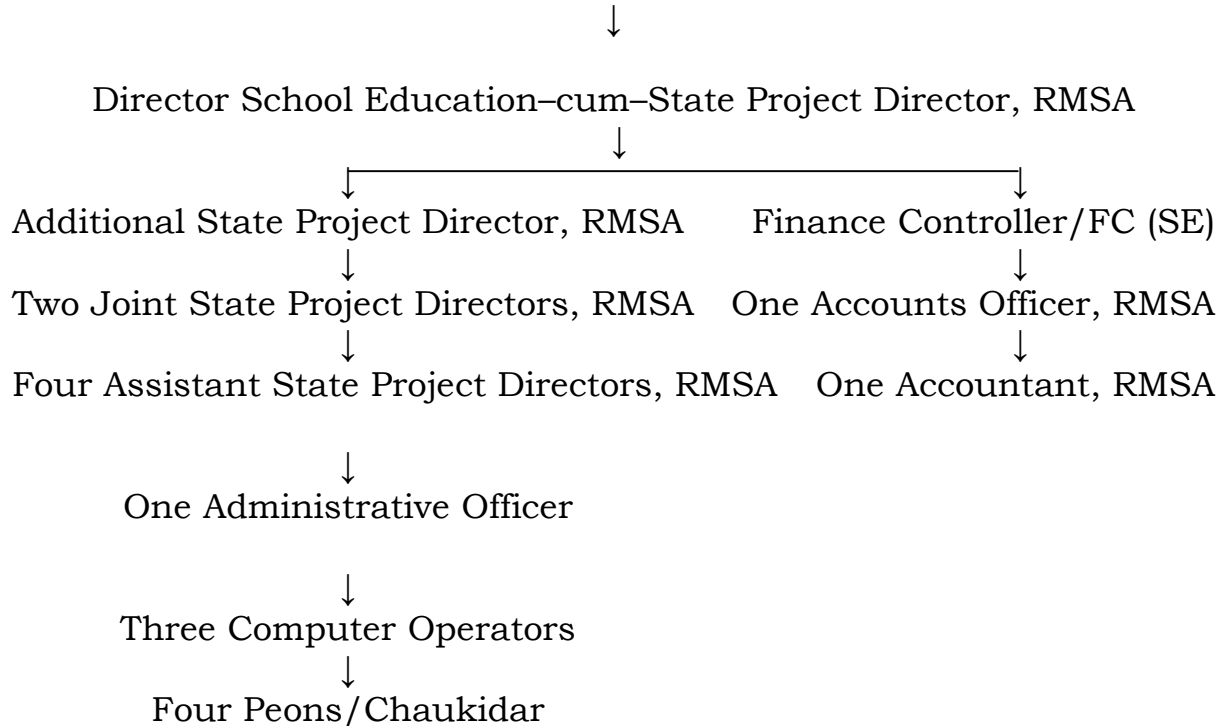 ↓
Director School Education–cum–State Project Director, RMSA
↓
↓ ↓
Additional State Project Director, RMSA Finance Controller/FC (SE)
↓ ↓
Two Joint State Project Directors, RMSA One Accounts Officer, RMSA
↓ ↓
Four Assistant State Project Directors, RMSA One Accountant, RMSA
↓
One Administrative Officer
↓
Three Computer Operators
↓
Four Peons/Chaukidar